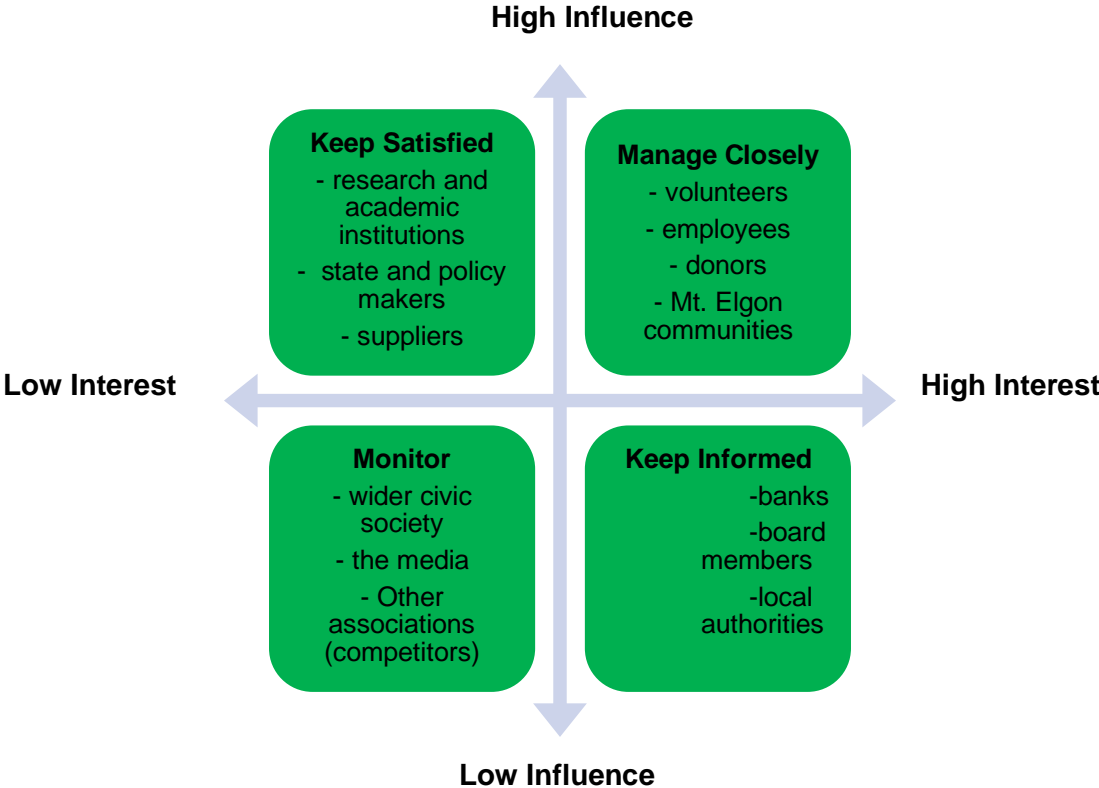 High Influence
Keep Satisfied
- research and
academic
institutions
- state and policy
makers
- suppliers
Manage Closely
- volunteers
- employees
- donors
- Mt. Elgon
communities
Low Interest
High Interest
Monitor
- wider civic
society
- the media
- Other
associations
(competitors)
Keep Informed
-banks
-board
members
-local
authorities
Low Influence